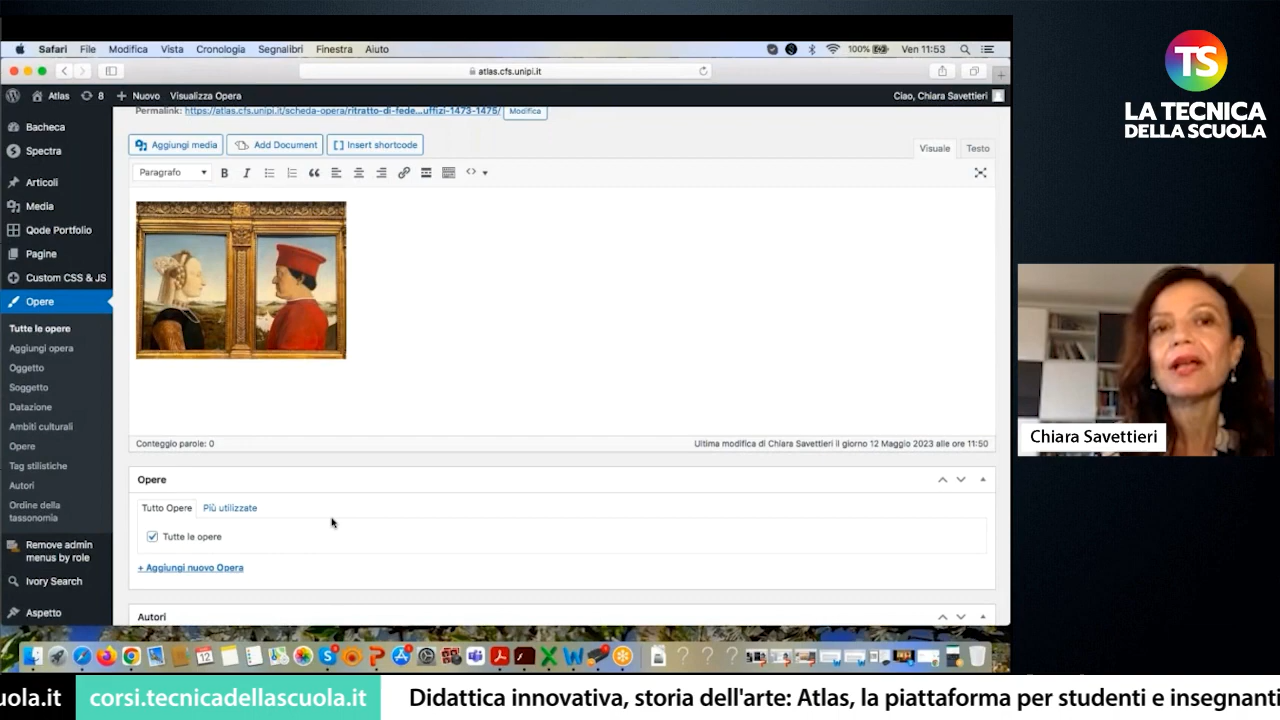 Safari File Modifica Vista Cronologia Segnalibri Finestra Aiuto 100% Ven 11:53
atlas.cfs.unipi.it
Atlas 8 + Nuovo Visualizza Opera Ciao, Chiara Savettieri
Permalink: https://atlas.cfs.unipi.it/scheda-opera/ritratto-di-fede...uffizi-1473-1475/ Modifica
Aggiungi media Add Document Insert shortcode Visuale Testo
Paragrafo B I
Bacheca
Spectra
Articoli
Media
Qode Portfolio
Pagine
Custom CSS & JS
Opere
Tutte le opere
Aggiungi opera
Oggetto
Soggetto
Datazione
Ambiti culturali
Opere
Tag stilistiche
Autori
Ordine della
tassonomia
Remove admin
menus by role
Ivory Search
Aspetto
Conteggio parole: 0 Ultima modifica di Chiara Savettieri il giorno 12 Maggio 2023 alle ore 11:50
Opere
Tutto Opere Più utilizzate
Tutte le opere
+ Aggiungi nuovo Opera
Autori
TS
LA TECNICA
DELLA SCUOLA
Chiara Savettieri
uola.it corsi.tecnicadellascuola.it Didattica innovativa, storia dell'arte: Atlas, la piattaforma per studenti e insegnanti